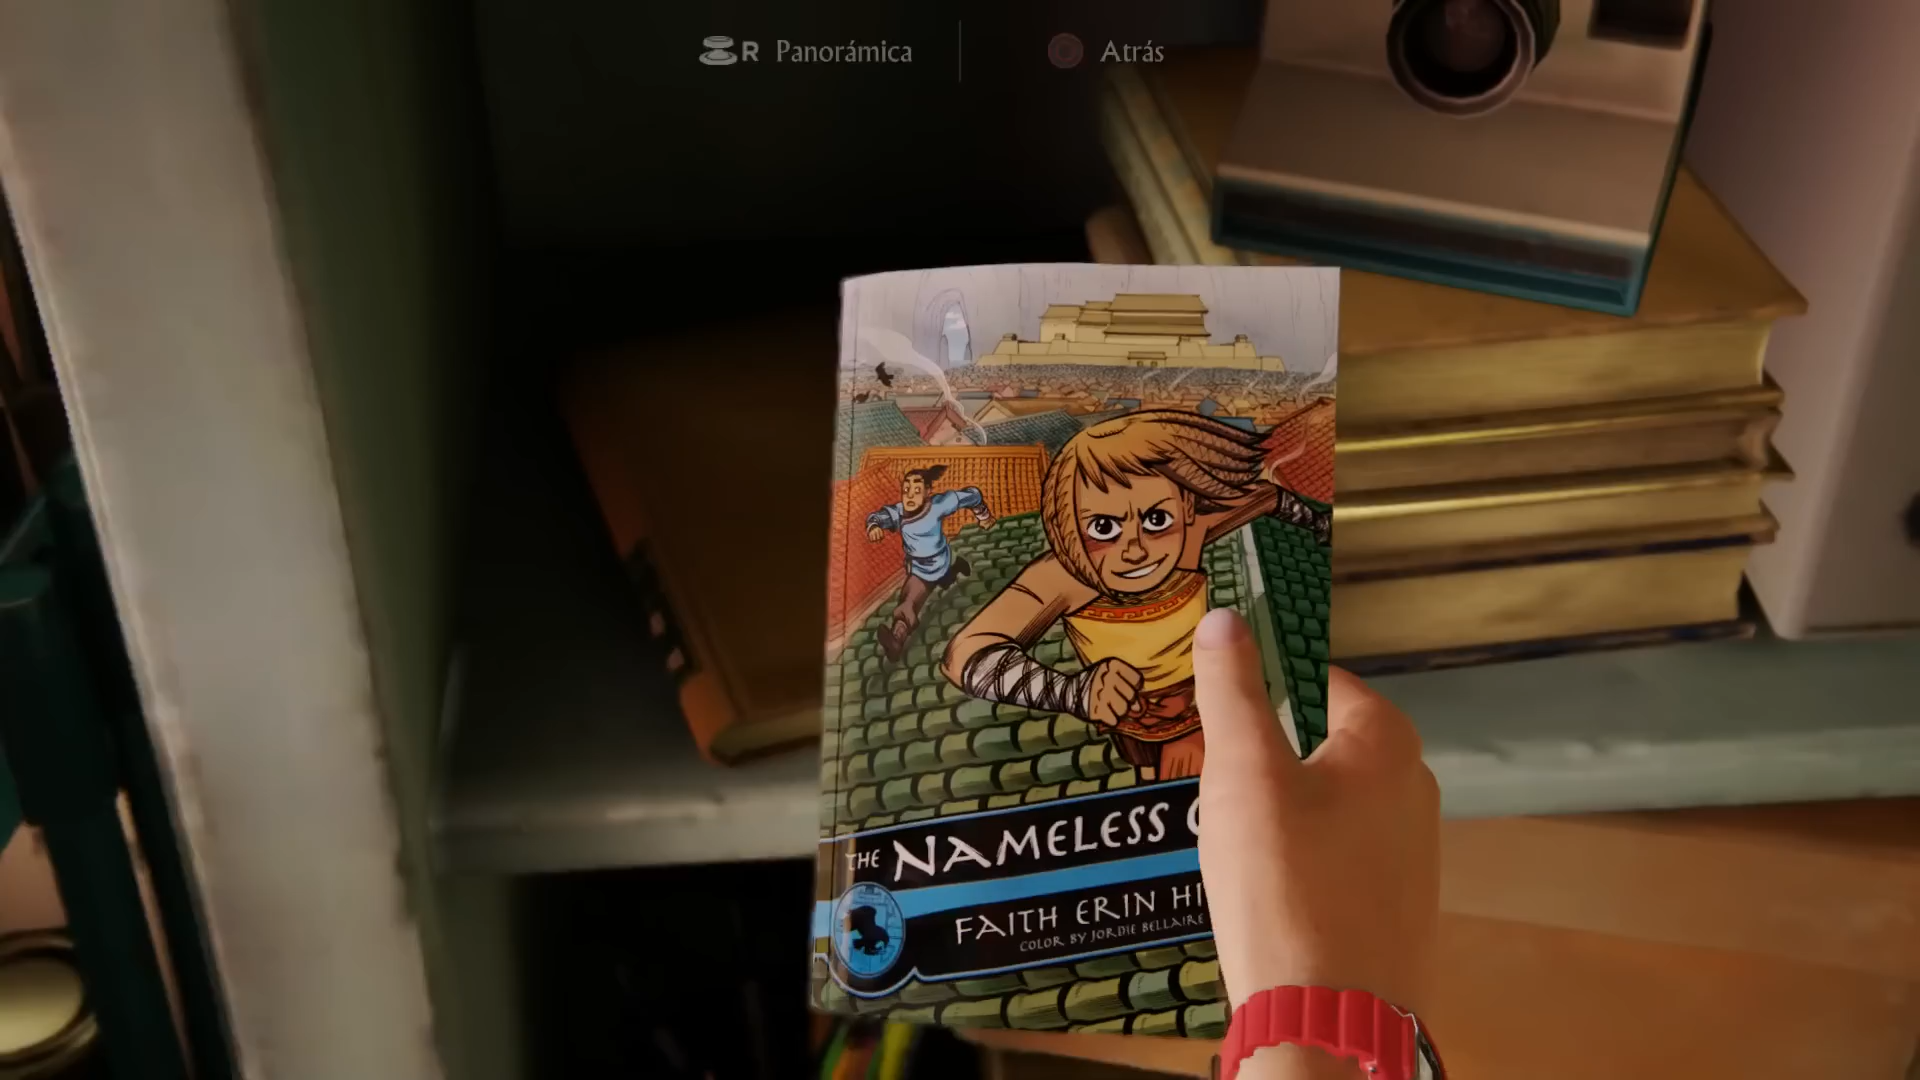 R Panorámica
Atrás
THE NAMELESS
FAITH ERIN
COLOR BY JORDIE BELLAIRE